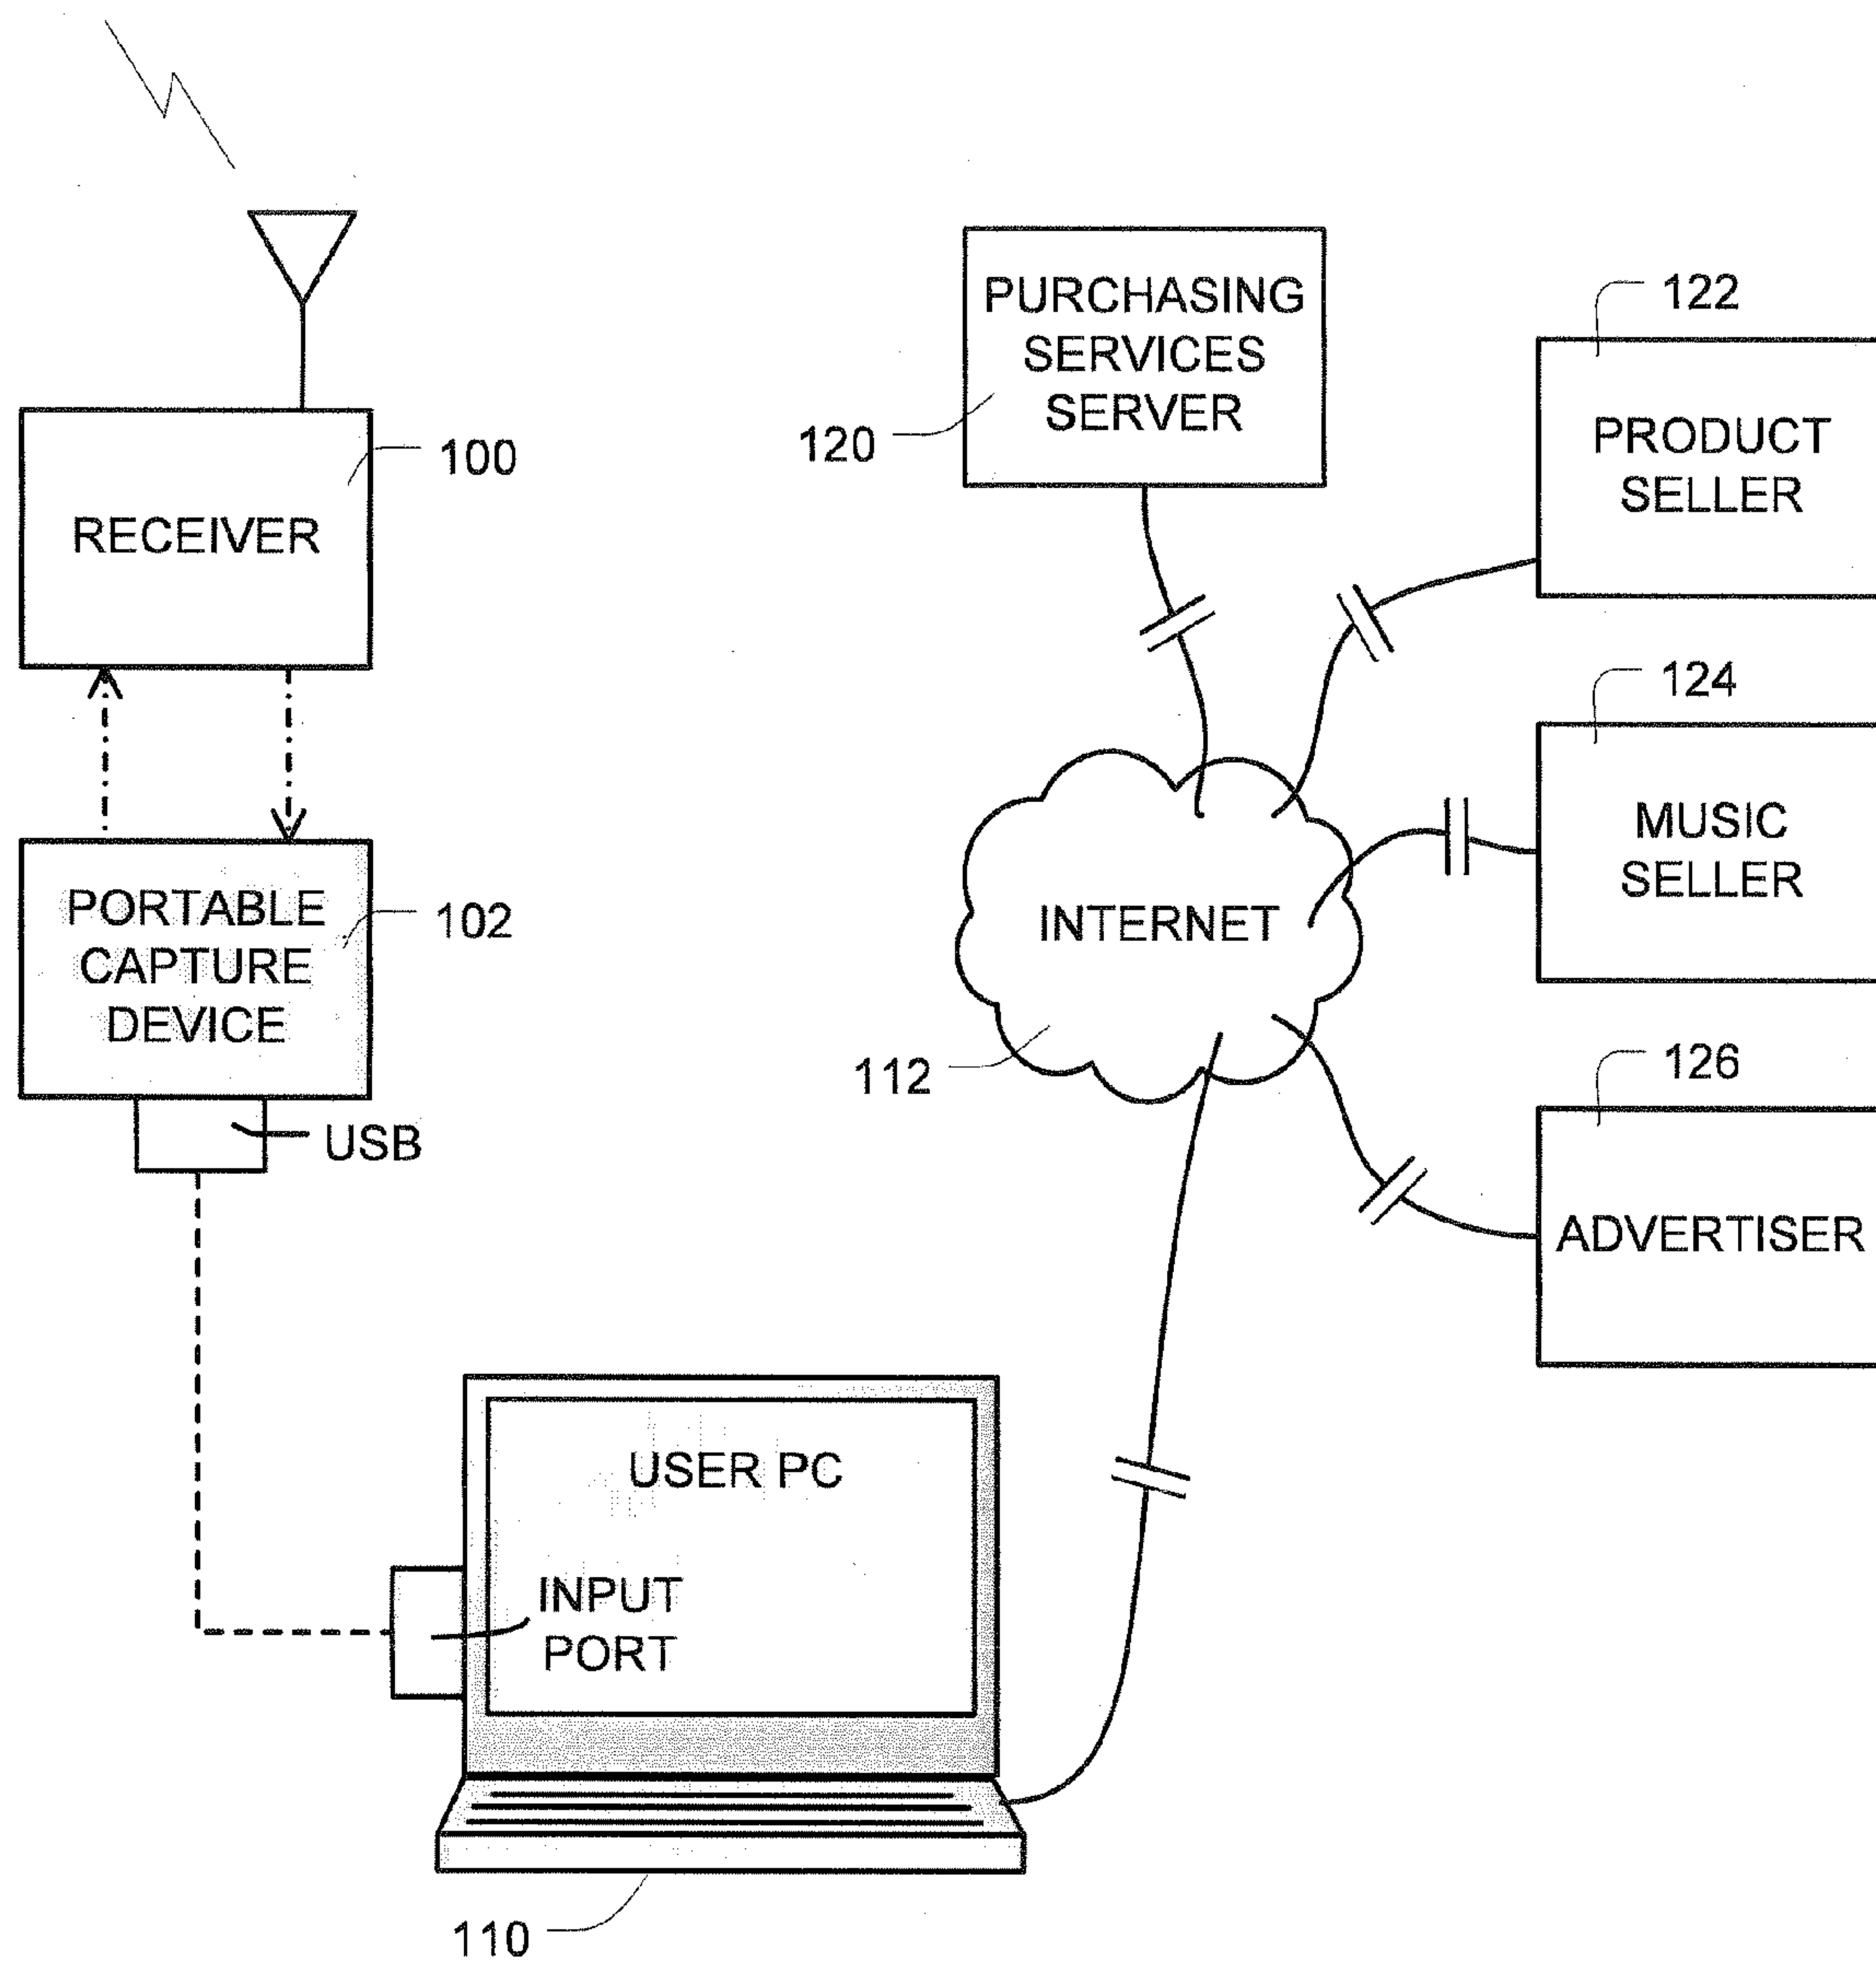 PURCHASING
SERVICES
SERVER
120
122
PRODUCT
SELLER
100
RECEIVER
124
MUSIC
SELLER
PORTABLE
CAPTURE
DEVICE
102
INTERNET
112
126
ADVERTISER
USB
USER PC
INPUT
PORT
110